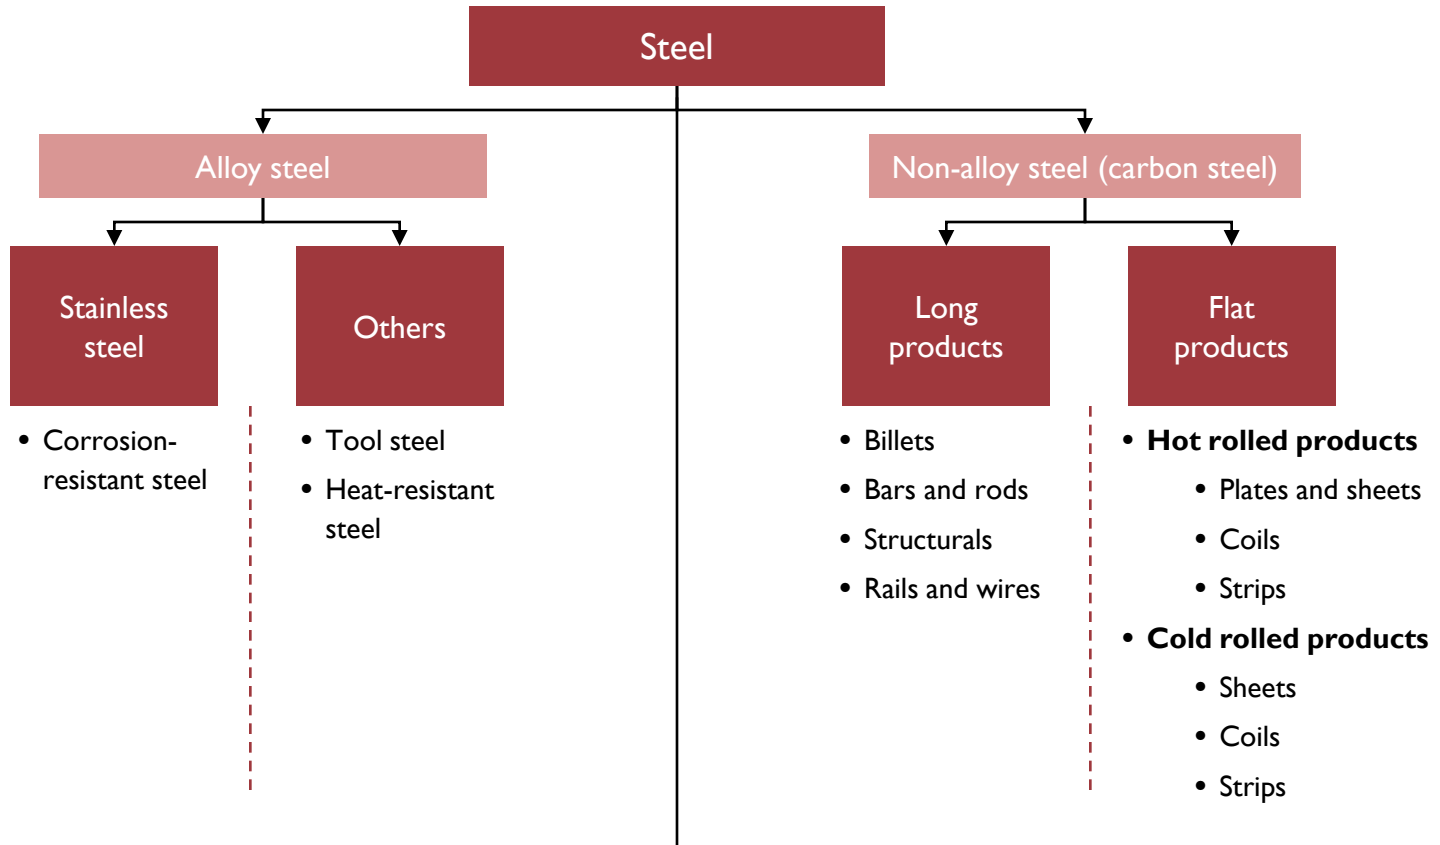 Steel
Alloy steel
Non-alloy steel (carbon steel)
Stainless
steel
Others
Long
products
Flat
products
• Corrosion-
resistant steel
• Tool steel
• Heat-resistant
steel
• Billets
• Bars and rods
• Structurals
• Rails and wires
• Hot rolled products
• Plates and sheets
• Coils
• Strips
• Cold rolled products
• Sheets
• Coils
• Strips